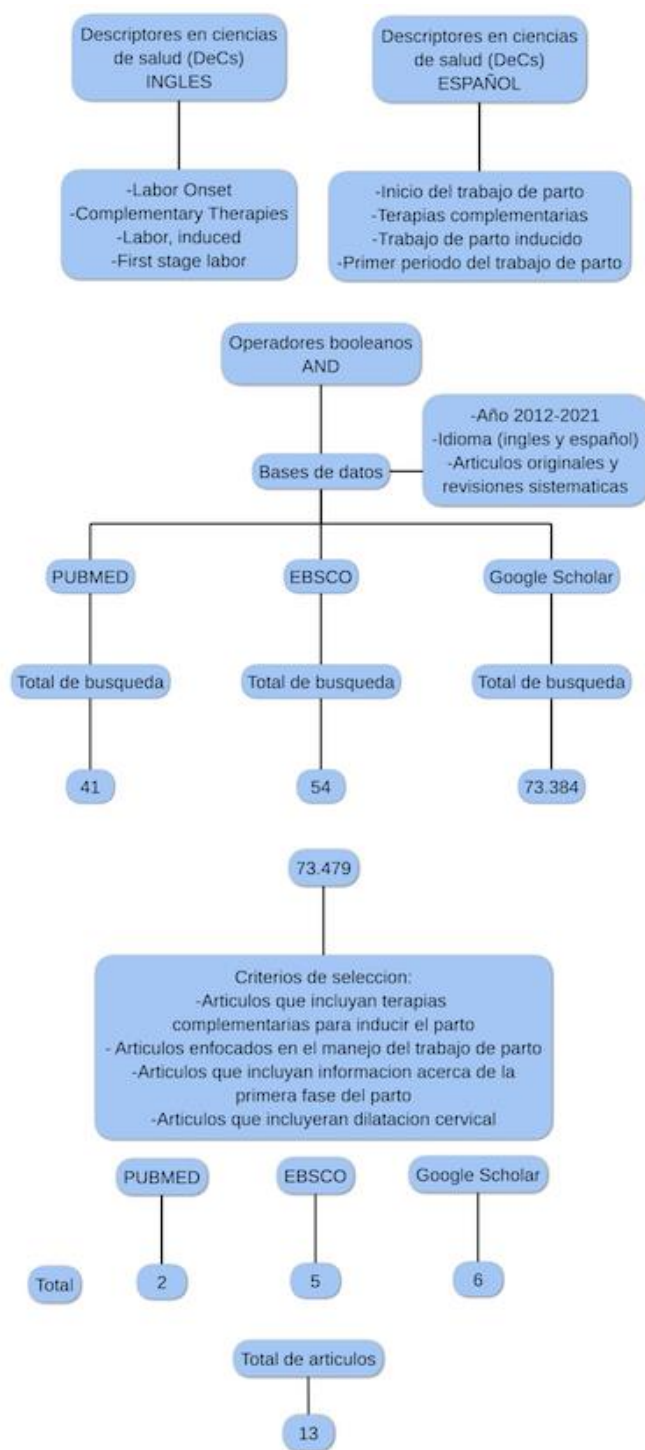 Descriptores en ciencias
de salud (DeCs)
INGLES
Descriptores en ciencias
de salud (DeCs)
ESPAÑOL
-Labor Onset
-Complementary Therapies
-Labor, induced
-First stage labor
-Inicio del trabajo de parto
-Terapias complementarias
-Trabajo de parto inducido
-Primer periodo del trabajo de parto
Operadores booleanos
AND
-Año 2012-2021
-Idioma (ingles y español)
-Articulos originales y
revisiones sistematicas
Bases de datos
PUBMED
EBSCO
Google Scholar
Total de busqueda
Total de busqueda
Total de busqueda
41
54
73.384
73.479
Criterios de seleccion:
-Articulos que incluyan terapias
complementarias para inducir el parto
- Articulos enfocados en el manejo del trabajo de parto
-Articulos que incluyan informacion acerca de la
primera fase del parto
-Articulos que incluyeran dilatacion cervical
PUBMED
EBSCO
Google Scholar
Total
2
5
6
Total de articulos
13